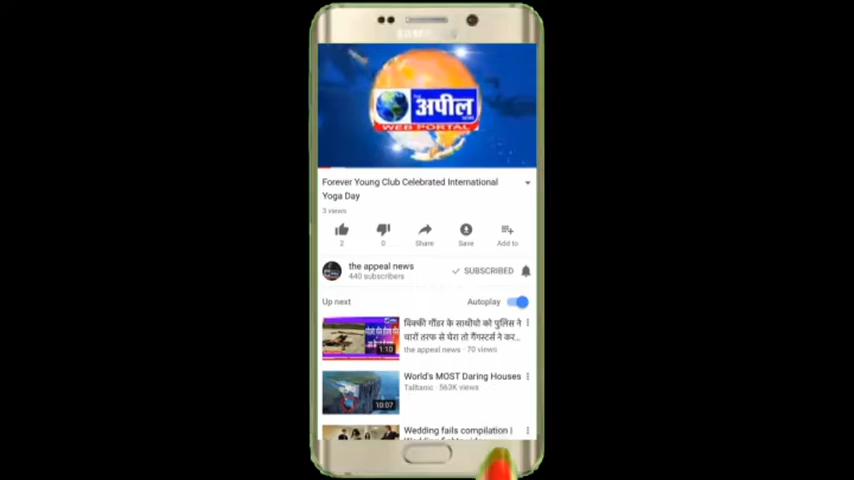 SAMSUNG
अपील
WEB PORTAL
Forever Young Club Celebrated International
Yoga Day
3 views
2
0
Share
Save
Add to
the appeal news
440 subscribers
SUBSCRIBED
Up next
Autoplay
विक्की गौंडर के साथीयो को पुलिस ने
चारों तरफ से घेरा तो गैंगस्टर्स ने कर...
the appeal news · 70 views
1:10
World's MOST Daring Houses
Talltanic · 563K views
10:07
Wedding fails compilation |